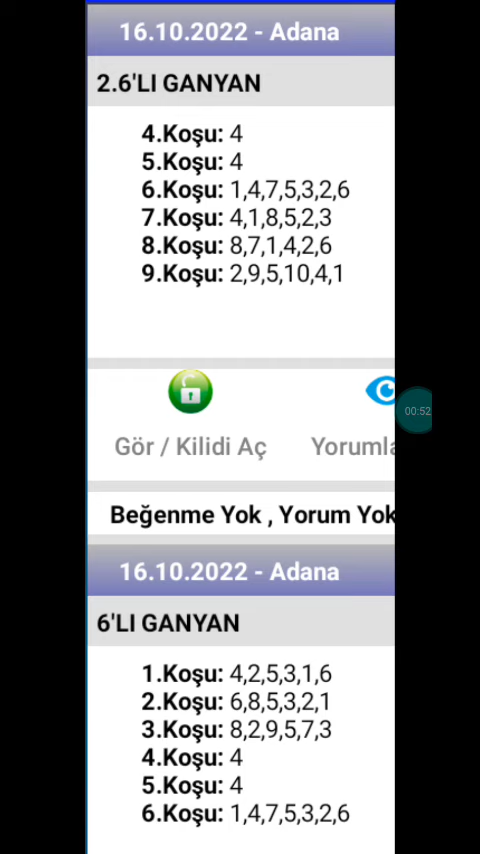 16.10.2022 - Adana
2.6'LI GANYAN
4.Koşu: 4
5.Koşu: 4
6.Koşu: 1,4,7,5,3,2,6
7.Koşu: 4,1,8,5,2,3
8.Koşu: 8,7,1,4,2,6
9.Koşu: 2,9,5,10,4,1
00:52
Gör / Kilidi Aç Yorumla
Beğenme Yok , Yorum Yok
16.10.2022 - Adana
6'LI GANYAN
1.Koşu: 4,2,5,3,1,6
2.Koşu: 6,8,5,3,2,1
3.Koşu: 8,2,9,5,7,3
4.Koşu: 4
5.Koşu: 4
6.Koşu: 1,4,7,5,3,2,6